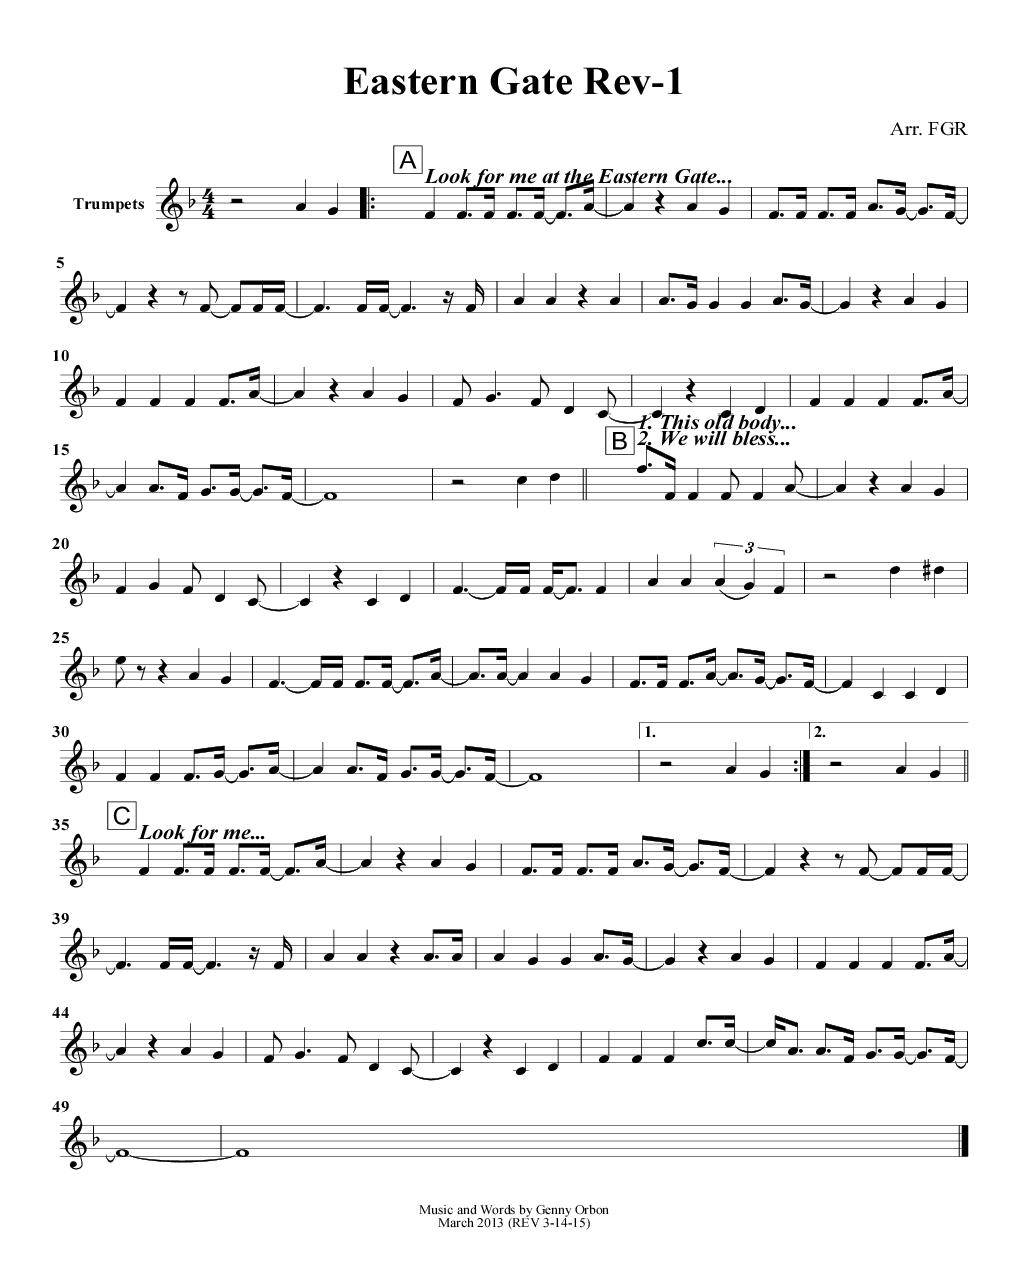 Eastern Gate Rev-1
Arr. FGR
A
Look for me at the Eastern Gate...
Trumpets
4
4
5
10
1. This old body...
B
2. We will bless...
15
20
3
25
30
1.
2.
C
Look for me...
35
39
44
49
Music and Words by Genny Orbon
March 2013 (REV 3-14-15)